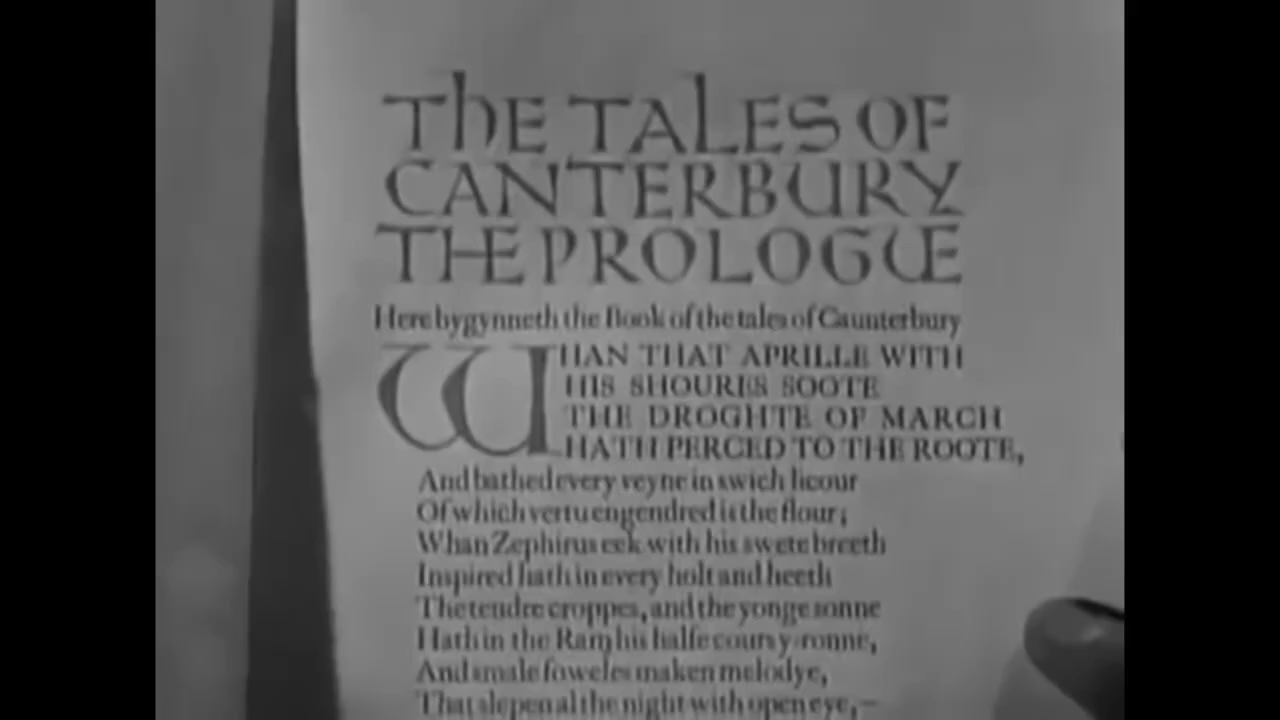 THE TALES OF
CANTERBURY
THE PROLOGUE
Here bygynneth the Book of the tales of Caunterbury
WHAN THAT APRILLE WITH
HIS SHOURES SOOTE
THE DROGHTE OF MARCH
HATH PERCED TO THE ROOTE,
And bathed every veyne in swich licour
Of which vertu engendred is the flour;
Whan Zephirus eek with his swete breeth
Inspired hath in every holt and heeth
The tendre croppes, and the yonge sonne
Hath in the Ram his halfe cours y-ronne,
And smale foweles maken melodye,
That slepen al the night with open eye,–